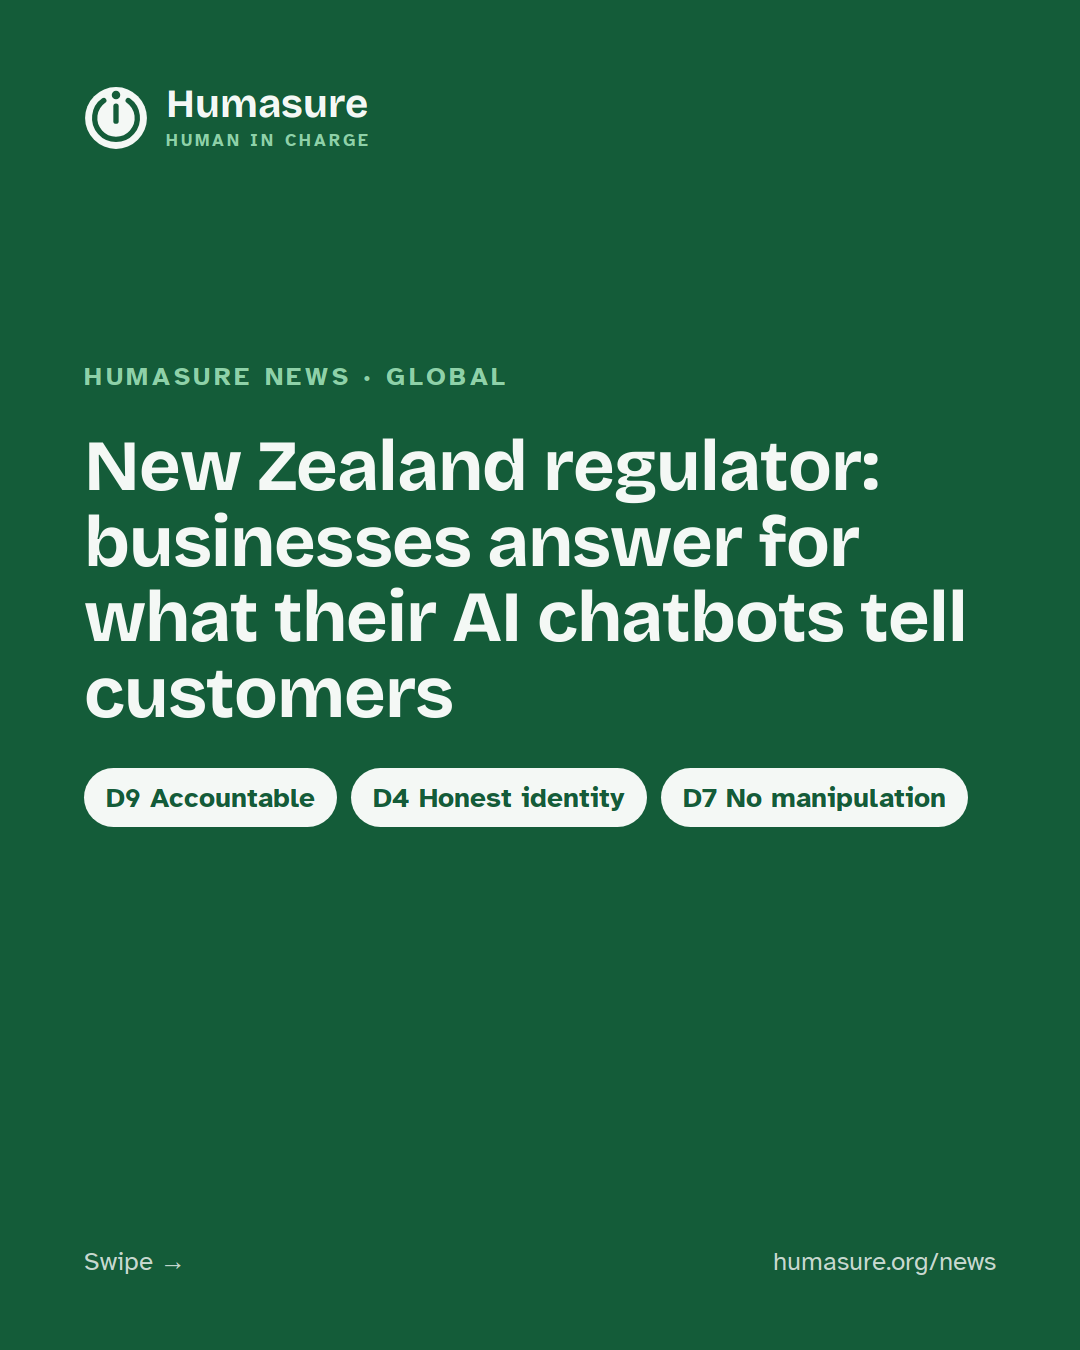 Humasure
HUMAN IN CHARGE
HUMASURE NEWS · GLOBAL
New Zealand regulator:
businesses answer for
what their AI chatbots tell
customers
D9 Accountable
D4 Honest identity
D7 No manipulation
Swipe →
humasure.org/news